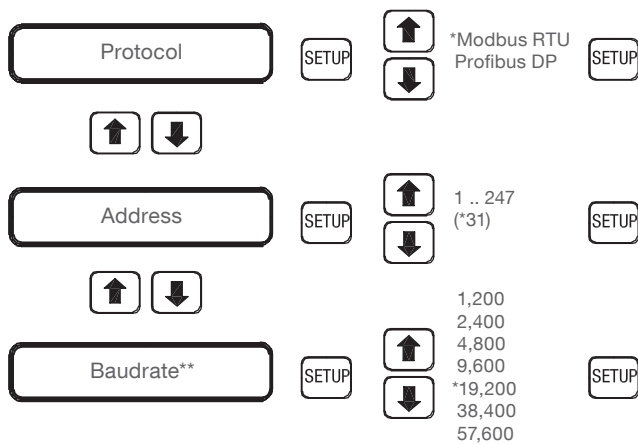 Protocol
SETUP
*Modbus RTU
Profibus DP
SETUP
Address
SETUP
1 .. 247
(*31)
SETUP
Baudrate**
SETUP
1,200
2,400
4,800
9,600
*19,200
38,400
57,600
SETUP